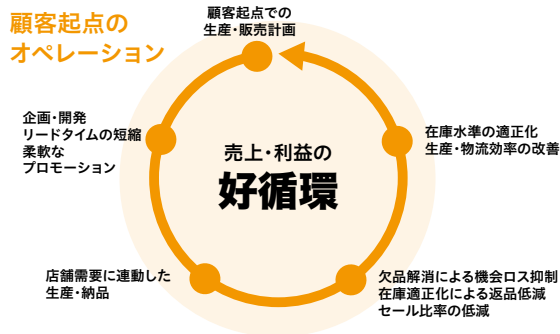 顧客起点の
オペレーション
顧客起点での
生産・販売計画
企画・開発
リードタイムの短縮
柔軟な
プロモーション
店舗需要に連動した
生産・納品
欠品解消による機会ロス抑制
在庫適正化による返品低減
セール比率の低減
在庫水準の適正化
生産・物流効率の改善
売上・利益の
好循環